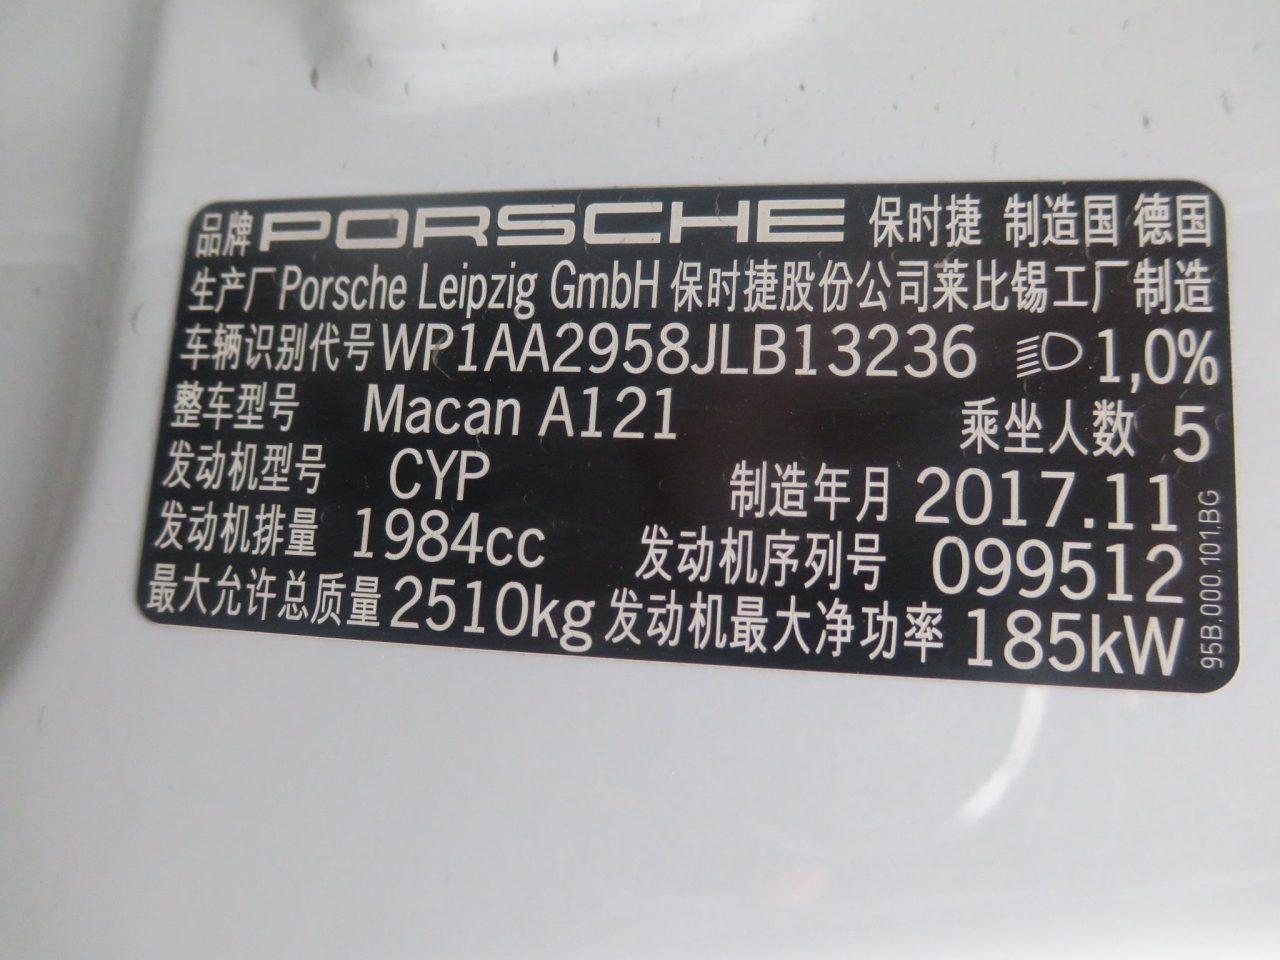 品牌 PORSCHE 保时捷 制造国 德国
生产厂 Porsche Leipzig GmbH 保时捷股份公司莱比锡工厂制造
车辆识别代号 WP1AA2958JLB13236 1,0%
整车型号 Macan A121 乘坐人数 5
发动机型号 CYP 制造年月 2017.11
发动机排量 1984cc 发动机序列号 099512
最大允许总质量 2510kg 发动机最大净功率 185kW
95B.000.101.BG